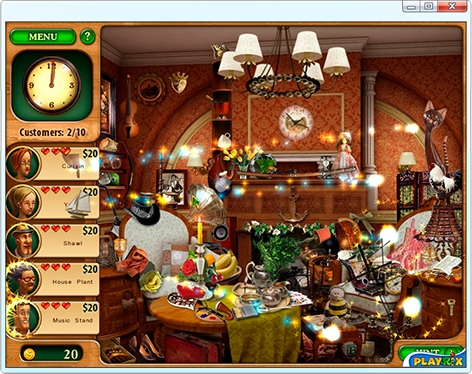 MENU
?
Customers: 2/10
$20
Curtain
$20
Y
$20
Shawl
$20
House Plant
$20
Music Stand
20
HINT
PLAYRIX